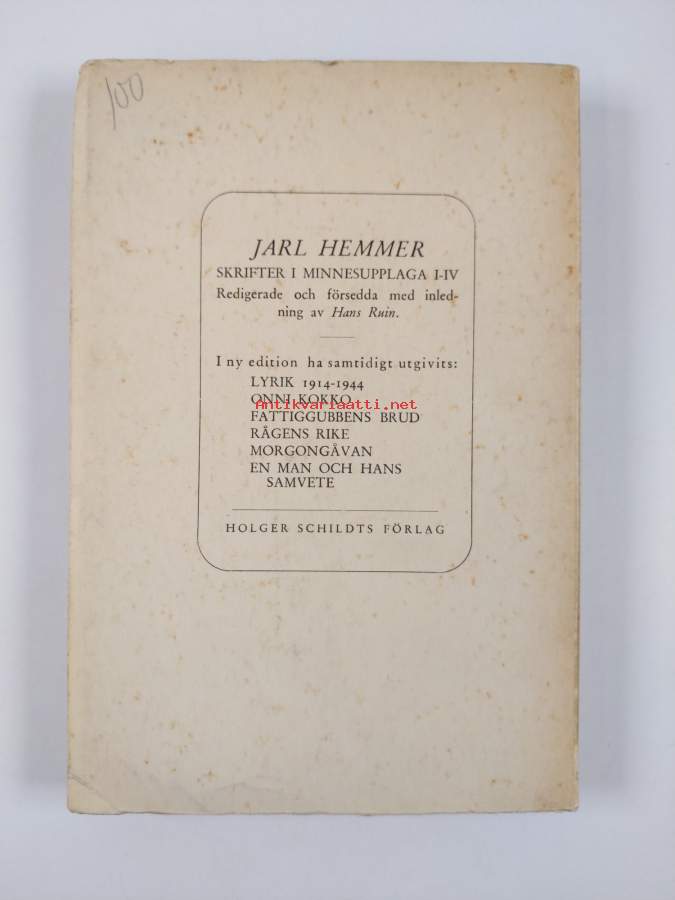 100
JARL HEMMER
SKRIFTER I MINNESUPPLAGA I-IV
Redigerade och försedda med inled-
ning av Hans Ruin.
I ny edition ha samtidigt utgivits:
LYRIK 1914-1944
ONNI KOKKO
Antikvariaatti.net
FATTIGGUBBENS BRUD
RÅGENS RIKE
MORGONGÅVAN
EN MAN OCH HANS
SAMVETE
HOLGER SCHILDTS FÖRLAG